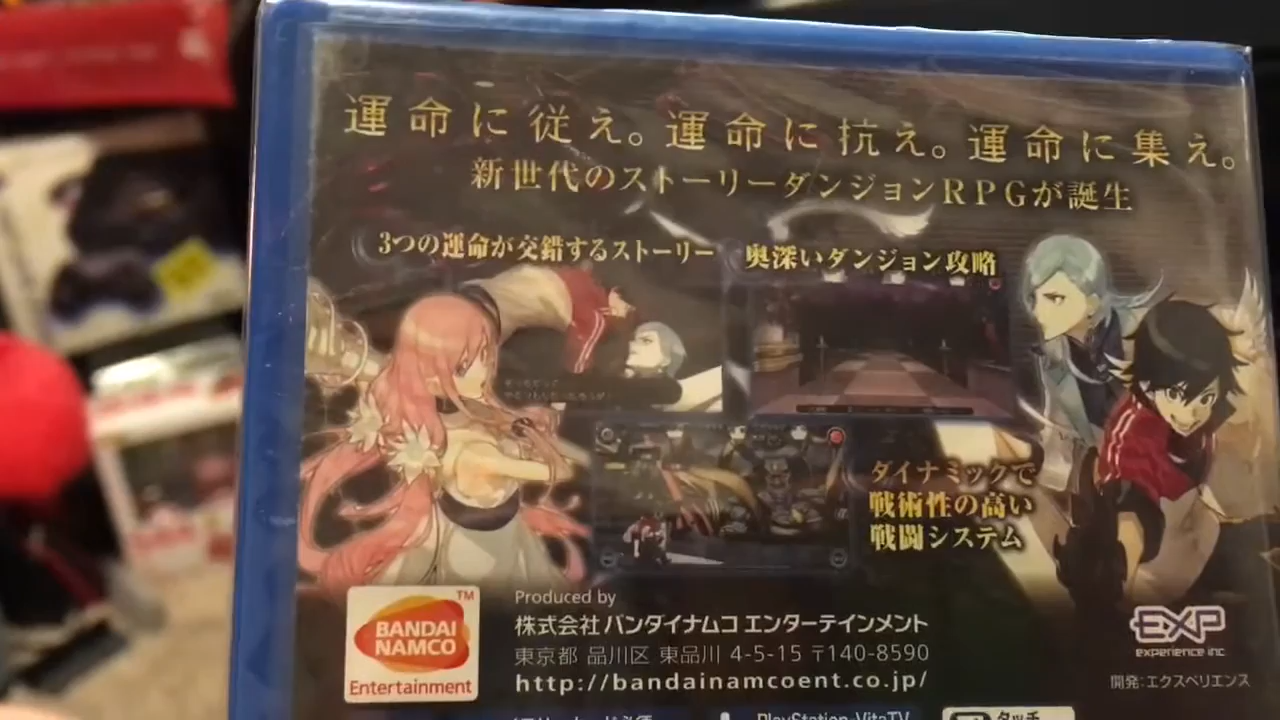 運命に従え。運命に抗え。運命に集え。
新世代のストーリーダンジョンRPGが誕生
3つの運命が交錯するストーリー
奥深いダンジョン攻略
ダイナミックで
戦術性の高い
戦闘システム
BANDAI
NAMCO
Entertainment
TM
Produced by
株式会社 バンダイナムコ エンターテインメント
東京都 品川区 東品川 4-5-15 〒140-8590
http://bandainamcoent.co.jp/
EXP
experience inc.
開発:エクスペリエンス
PlayStation®Vita TV
タッチ